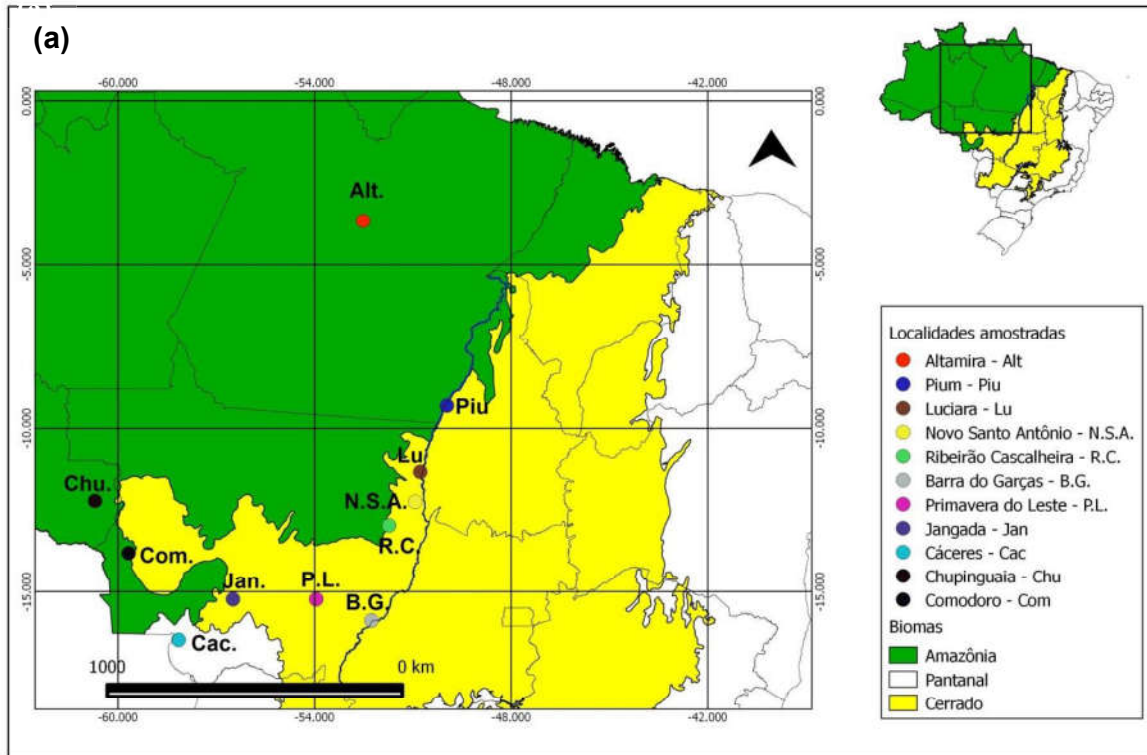 (a)
-60.000 -54.000 -48.000 -42.000
0.000 0.000
Alt.
-5.000 -5.000
Piu
-10.000 -10.000
Lu
Chu.
N.S.A.
R.C.
Com.
Jan. P.L.
B.G.
-15.000 -15.000
Cac.
1000 0 km
-60.000 -54.000 -48.000 -42.000
Localidades amostradas
Altamira - Alt
Pium - Piu
Luciara - Lu
Novo Santo Antônio - N.S.A.
Ribeirão Cascalheira - R.C.
Barra do Garças - B.G.
Primavera do Leste - P.L.
Jangada - Jan
Cáceres - Cac
Chupinguaia - Chu
Comodoro - Com
Biomas
Amazônia
Pantanal
Cerrado